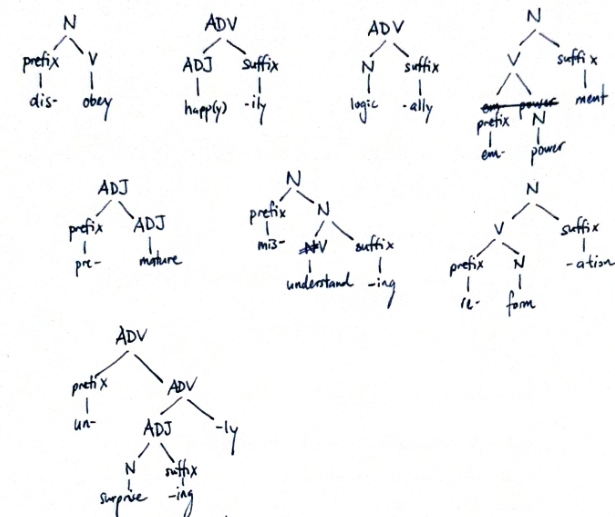 N
prefix V
dis- obey
ADV
ADJ suffix
happ(y) -ily
ADV
N suffix
logic -ally
N
V suffix
em- power ment
prefix N
em- power
ADJ
prefix ADJ
pre- mature
N
prefix N
mis- V suffix
understand -ing
N
V suffix
prefix N -ation
re- form
ADV
prefix ADV
un- ADJ -ly
N suffix
surprise -ing